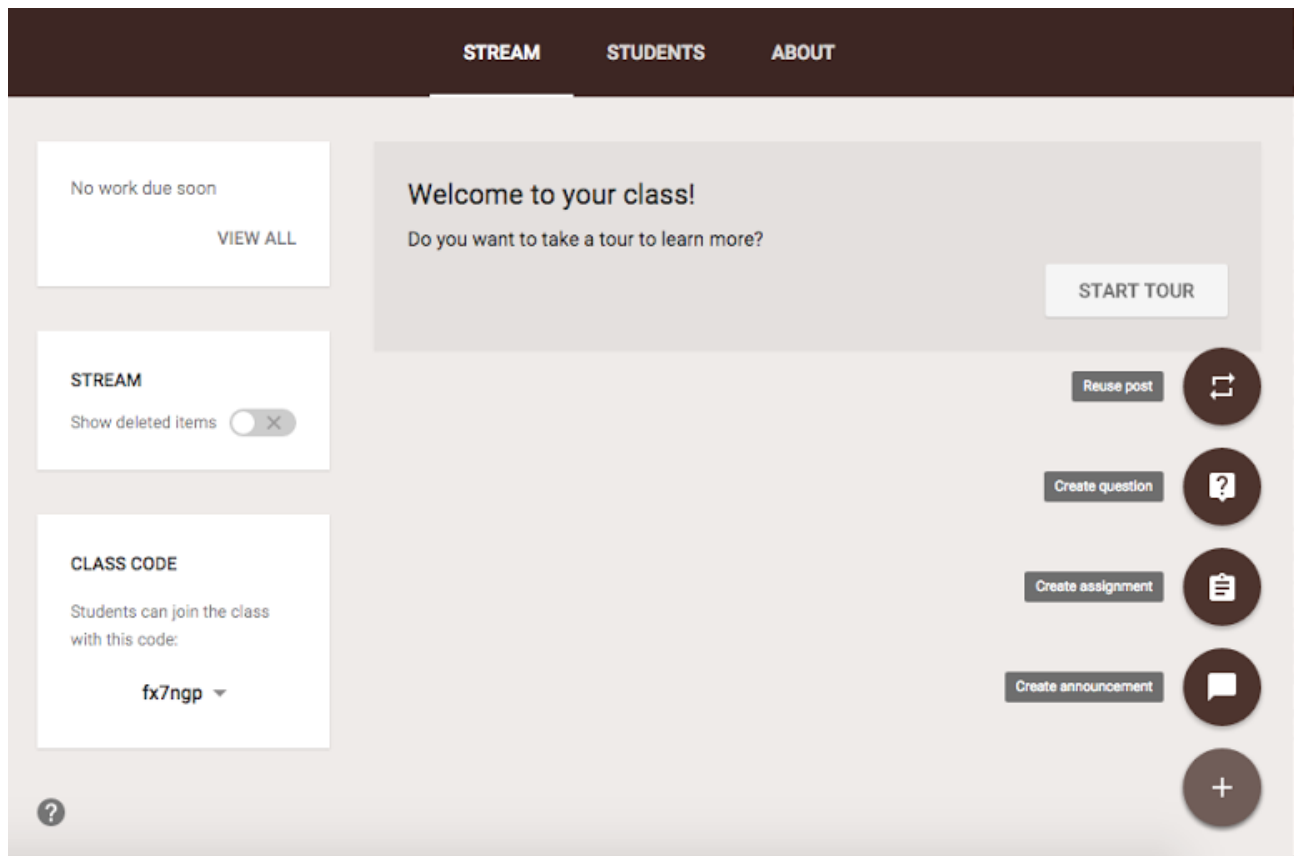 STREAM STUDENTS ABOUT
No work due soon
VIEW ALL
STREAM
Show deleted items
CLASS CODE
Students can join the class
with this code:
fx7ngp
Welcome to your class!
Do you want to take a tour to learn more?
START TOUR
Reuse post
Create question
Create assignment
Create announcement